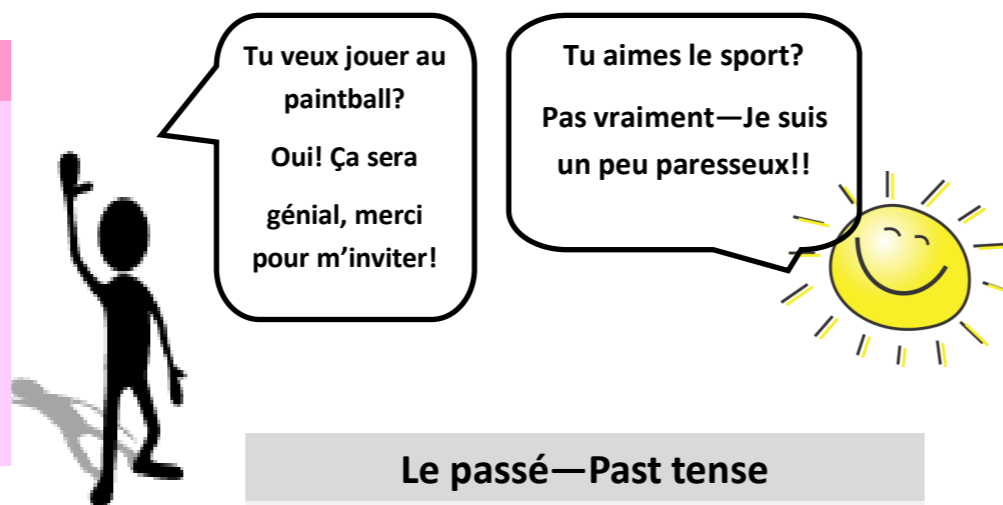 Tu veux jouer au
paintball?
Oui! Ça sera
génial, merci
pour m’inviter!
Tu aimes le sport?
Pas vraiment—Je suis
un peu paresseux!!
Le passé—Past tense